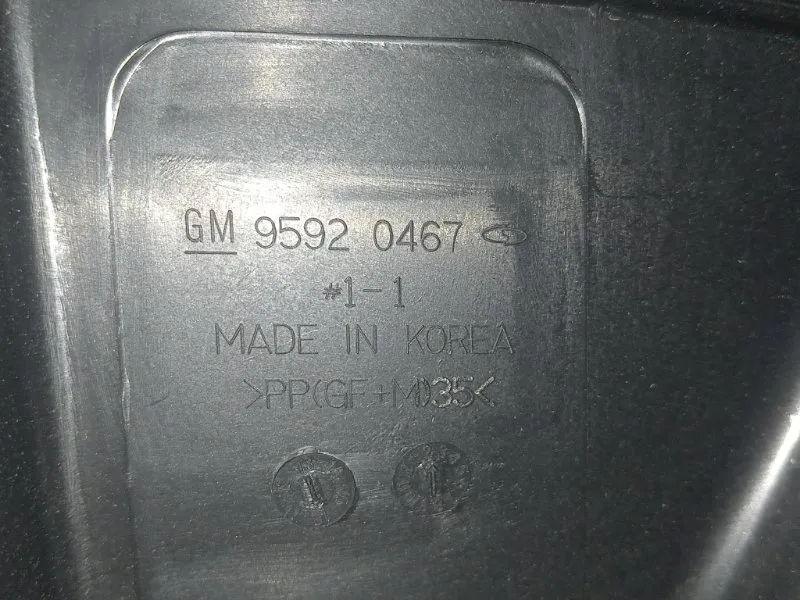 GM 9592 0467
#1-1
MADE IN KOREA
>PP(GF+M)35<